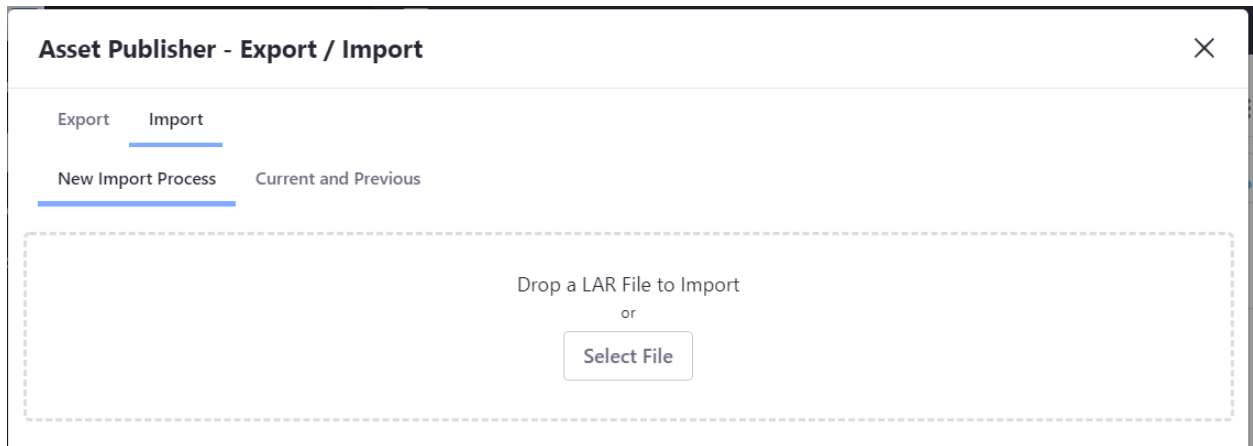 Asset Publisher - Export / Import
Export Import
New Import Process Current and Previous
Drop a LAR File to Import
or
Select File